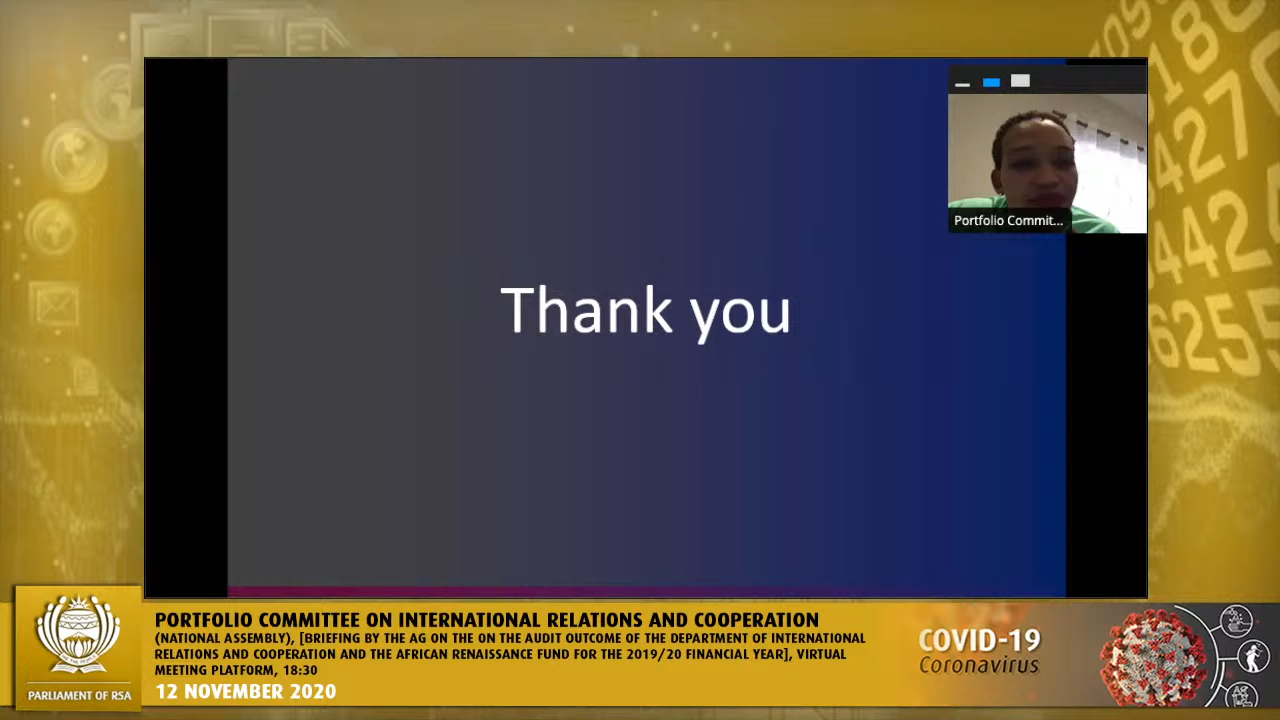 Portfolio Commit...
Thank you
PORTFOLIO COMMITTEE ON INTERNATIONAL RELATIONS AND COOPERATION
(NATIONAL ASSEMBLY), [BRIEFING BY THE AG ON THE ON THE AUDIT OUTCOME OF THE DEPARTMENT OF INTERNATIONAL
RELATIONS AND COOPERATION AND THE AFRICAN RENAISSANCE FUND FOR THE 2019/20 FINANCIAL YEAR], VIRTUAL
MEETING PLATFORM, 18:30
12 NOVEMBER 2020
PARLIAMENT OF RSA
COVID-19
Coronavirus